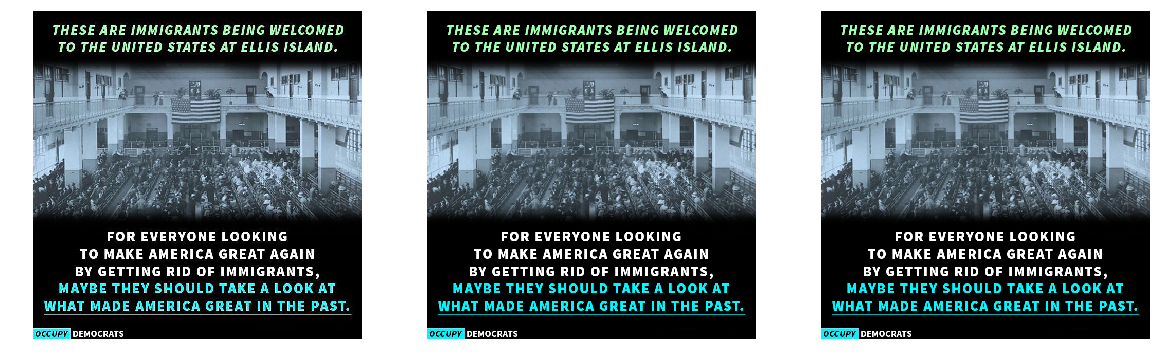 THESE ARE IMMIGRANTS BEING WELCOMED
TO THE UNITED STATES AT ELLIS ISLAND.
FOR EVERYONE LOOKING
TO MAKE AMERICA GREAT AGAIN
BY GETTING RID OF IMMIGRANTS,
MAYBE THEY SHOULD TAKE A LOOK AT
WHAT MADE AMERICA GREAT IN THE PAST.
OCCUPY DEMOCRATS
THESE ARE IMMIGRANTS BEING WELCOMED
TO THE UNITED STATES AT ELLIS ISLAND.
FOR EVERYONE LOOKING
TO MAKE AMERICA GREAT AGAIN
BY GETTING RID OF IMMIGRANTS,
MAYBE THEY SHOULD TAKE A LOOK AT
WHAT MADE AMERICA GREAT IN THE PAST.
OCCUPY DEMOCRATS
THESE ARE IMMIGRANTS BEING WELCOMED
TO THE UNITED STATES AT ELLIS ISLAND.
FOR EVERYONE LOOKING
TO MAKE AMERICA GREAT AGAIN
BY GETTING RID OF IMMIGRANTS,
MAYBE THEY SHOULD TAKE A LOOK AT
WHAT MADE AMERICA GREAT IN THE PAST.
OCCUPY DEMOCRATS